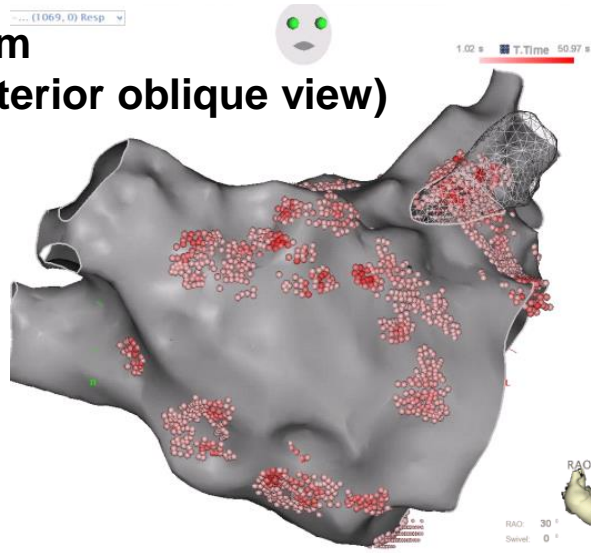 (1069, 0) Resp
m
terior oblique view)
1.02 s T.Time 50.97 s
RAO
RAO: 30 °
Swivel: 0 °